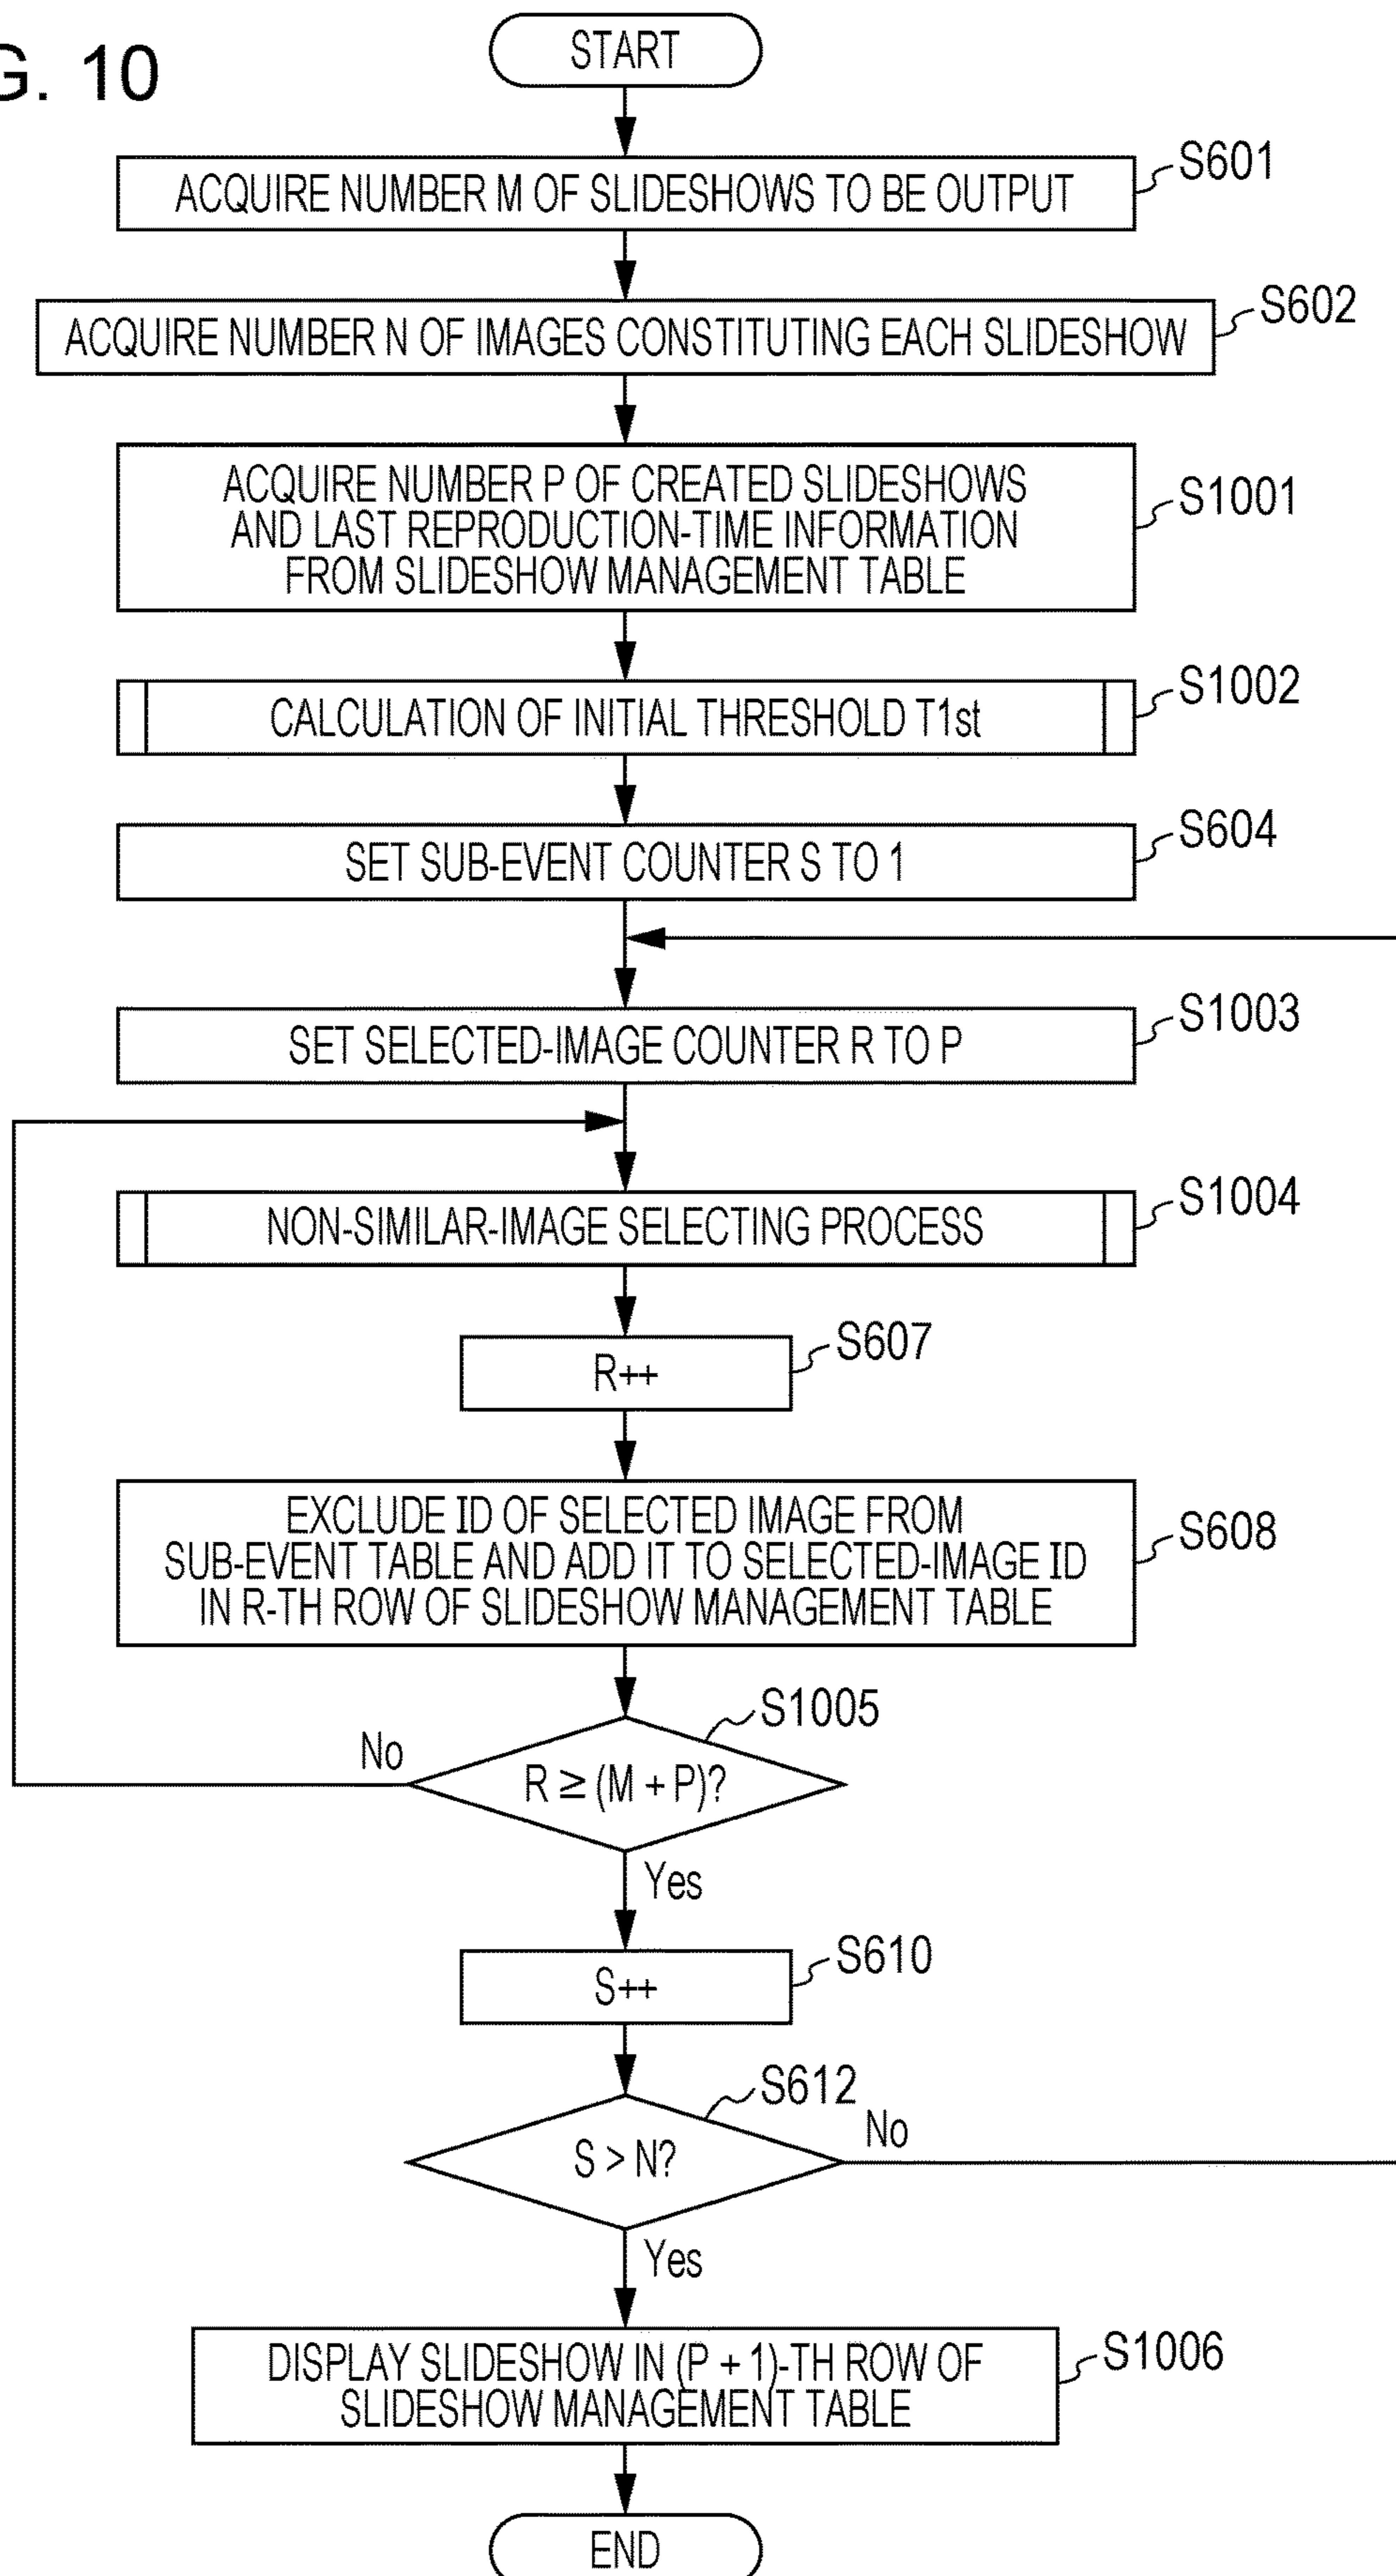 G. 10
START
S601
ACQUIRE NUMBER M OF SLIDESHOWS TO BE OUTPUT
S602
ACQUIRE NUMBER N OF IMAGES CONSTITUTING EACH SLIDESHOW
S1001
ACQUIRE NUMBER P OF CREATED SLIDESHOWS
AND LAST REPRODUCTION-TIME INFORMATION
FROM SLIDESHOW MANAGEMENT TABLE
S1002
CALCULATION OF INITIAL THRESHOLD T1st
S604
SET SUB-EVENT COUNTER S TO 1
S1003
SET SELECTED-IMAGE COUNTER R TO P
S1004
NON-SIMILAR-IMAGE SELECTING PROCESS
S607
R++
S608
EXCLUDE ID OF SELECTED IMAGE FROM
SUB-EVENT TABLE AND ADD IT TO SELECTED-IMAGE ID
IN R-TH ROW OF SLIDESHOW MANAGEMENT TABLE
S1005
No
R ≥ (M + P)?
Yes
S610
S++
S612
No
S > N?
Yes
S1006
DISPLAY SLIDESHOW IN (P + 1)-TH ROW OF
SLIDESHOW MANAGEMENT TABLE
END